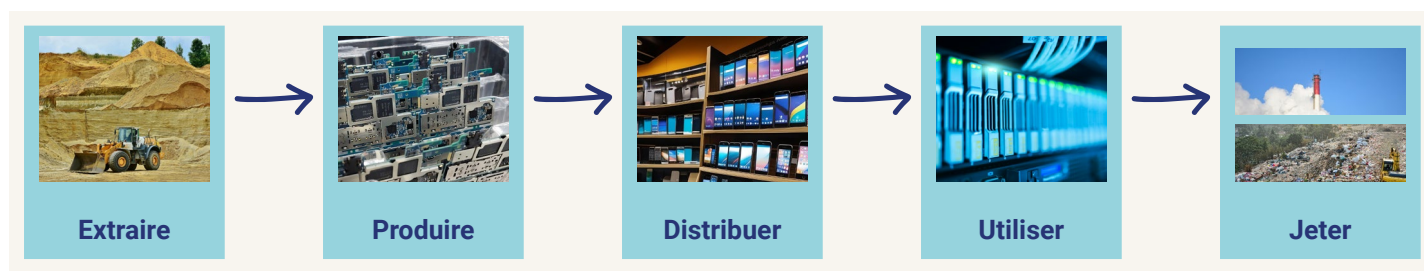 Extraire
Produire
Distribuer
Utiliser
Jeter